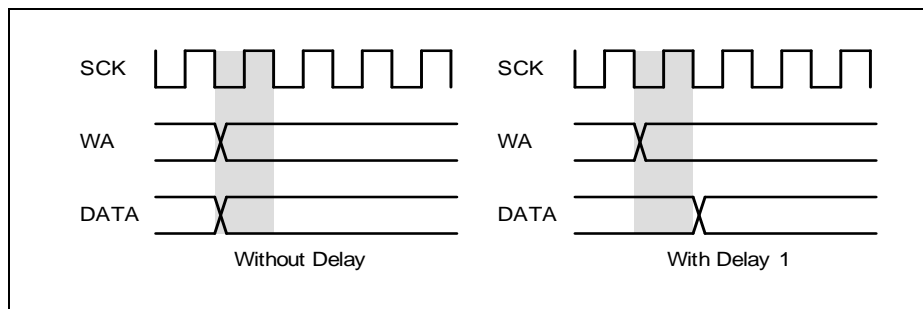 SCK
WA
DATA
Without Delay
SCK
WA
DATA
With Delay 1